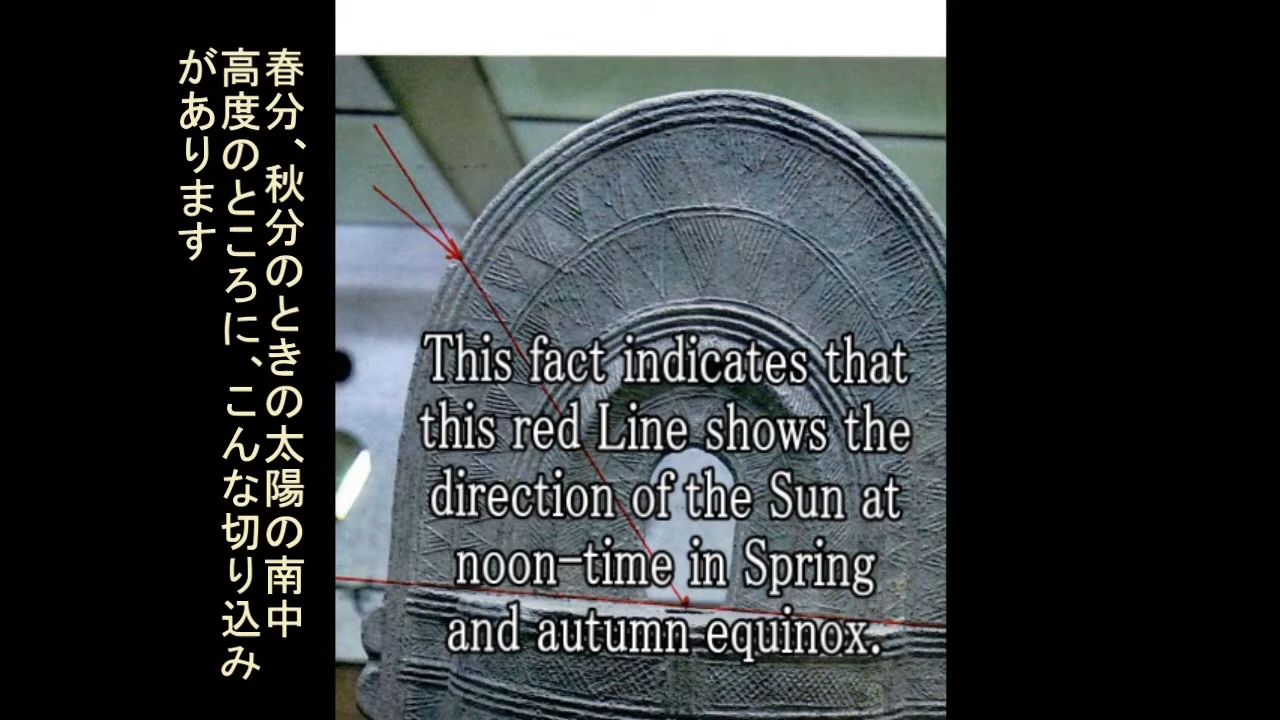 春分、秋分のときの太陽の南中
高度のところに、こんな切り込み
があります
This fact indicates that
this red Line shows the
direction of the Sun at
noon-time in Spring
and autumn equinox.